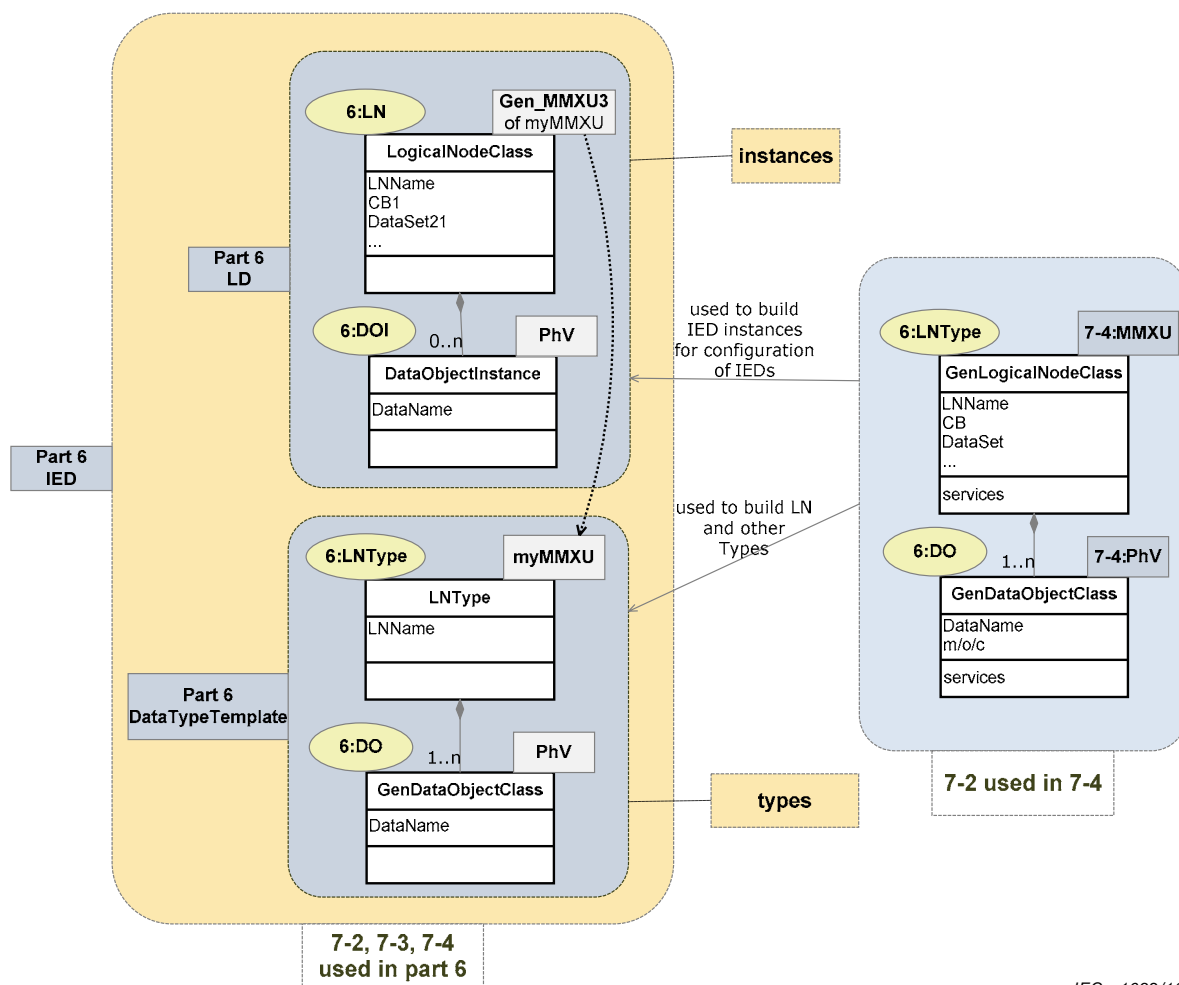 6:LN
Gen_MMXU3
of myMMXU
LogicalNodeClass
LNName
CB1
DataSet21
...
instances
Part 6
LD
6:DOI
0..n
PhV
DataObjectInstance
DataName
used to build
IED instances
for configuration
of IEDs
6:LNType
7-4:MMXU
GenLogicalNodeClass
LNName
CB
DataSet
...
services
Part 6
IED
used to build LN
and other
Types
6:DO
1..n
7-4:PhV
GenDataObjectClass
DataName
m/o/c
services
7-2 used in 7-4
6:LNType
myMMXU
LNType
LNName
Part 6
DataTypeTemplate
6:DO
1..n
PhV
GenDataObjectClass
DataName
types
7-2, 7-3, 7-4
used in part 6